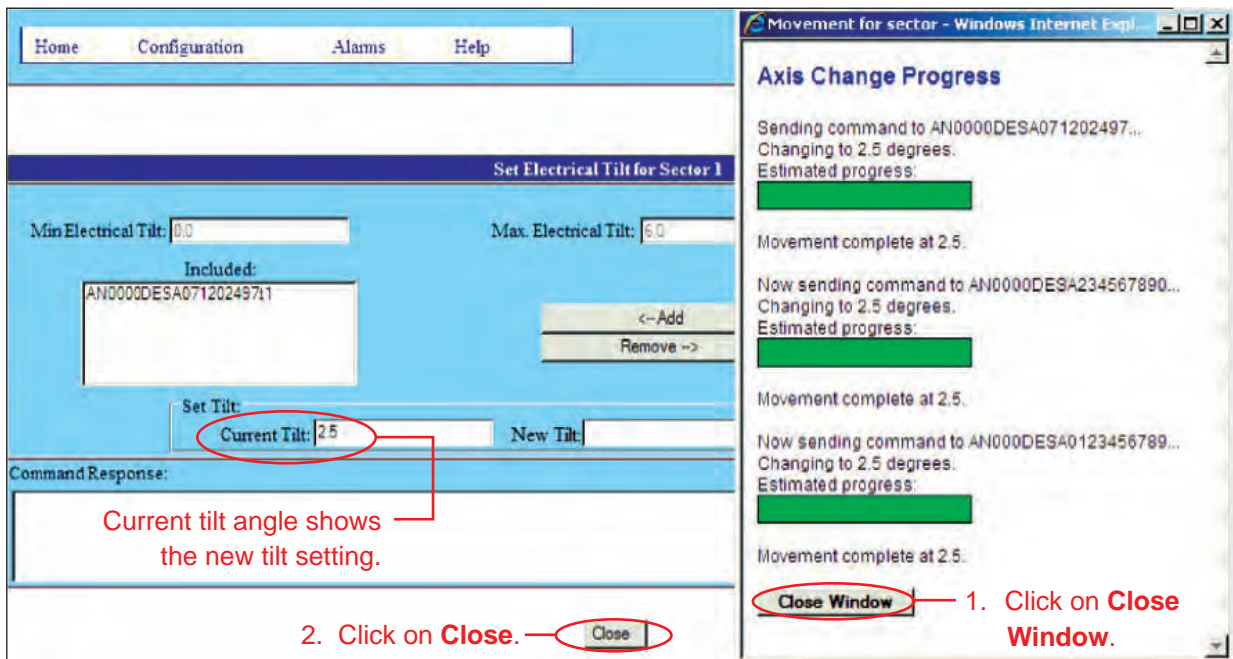 Home Configuration Alarms Help
Set Electrical Tilt for Sector 1
Min Electrical Tilt: 0.0
Max. Electrical Tilt: 6.0
Included:
AN0000DESA071202497t1
<--Add
Remove -->
Set Tilt:
Current Tilt: 2.5
New Tilt:
Command Response:
Current tilt angle shows
the new tilt setting.
2. Click on Close.
Close
Movement for sector - Windows Internet Expl...
Axis Change Progress
Sending command to AN0000DESA071202497...
Changing to 2.5 degrees.
Estimated progress:
Movement complete at 2.5.
Now sending command to AN0000DESA234567890...
Changing to 2.5 degrees.
Estimated progress:
Movement complete at 2.5.
Now sending command to AN000DESA0123456789...
Changing to 2.5 degrees.
Estimated progress:
Movement complete at 2.5.
Close Window
1. Click on Close
Window.